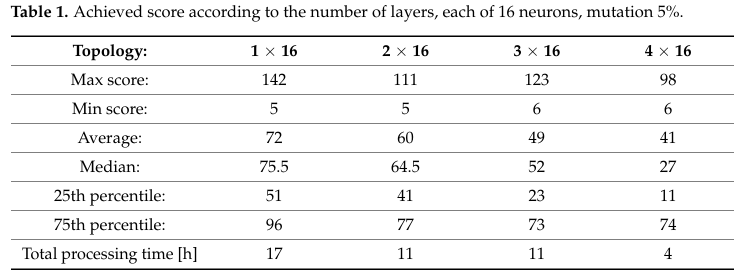 Table 1. Achieved score according to the number of layers, each of 16 neurons, mutation 5%.
Topology: 1 × 16 2 × 16 3 × 16 4 × 16
Max score: 142 111 123 98
Min score: 5 5 6 6
Average: 72 60 49 41
Median: 75.5 64.5 52 27
25th percentile: 51 41 23 11
75th percentile: 96 77 73 74
Total processing time [h] 17 11 11 4